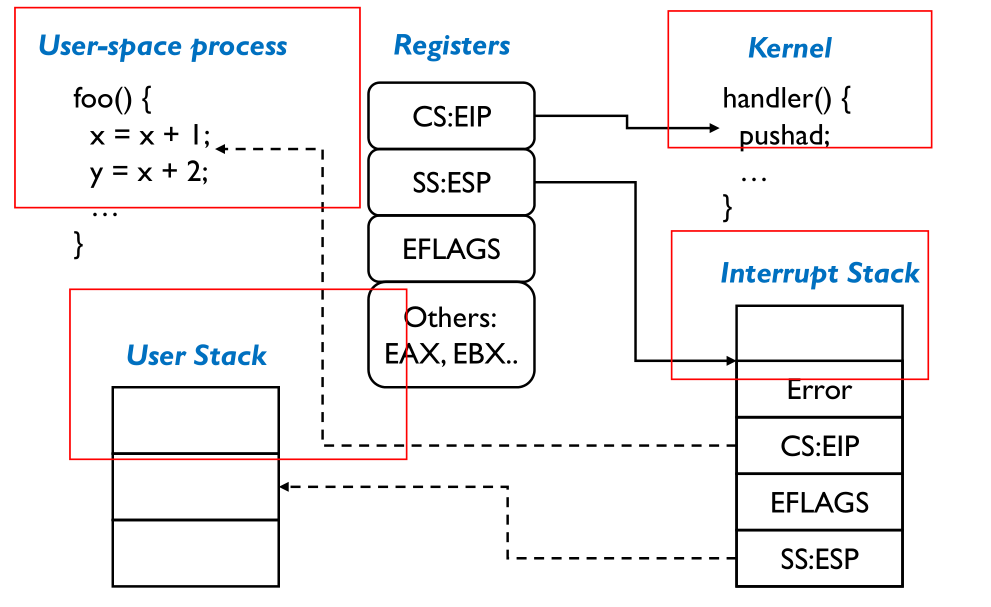 User-space process
foo() {
x = x + 1;
y = x + 2;
...
}
Registers
CS:EIP
SS:ESP
EFLAGS
Others:
EAX, EBX..
Kernel
handler() {
pushad;
...
}
User Stack
Interrupt Stack
Error
CS:EIP
EFLAGS
SS:ESP